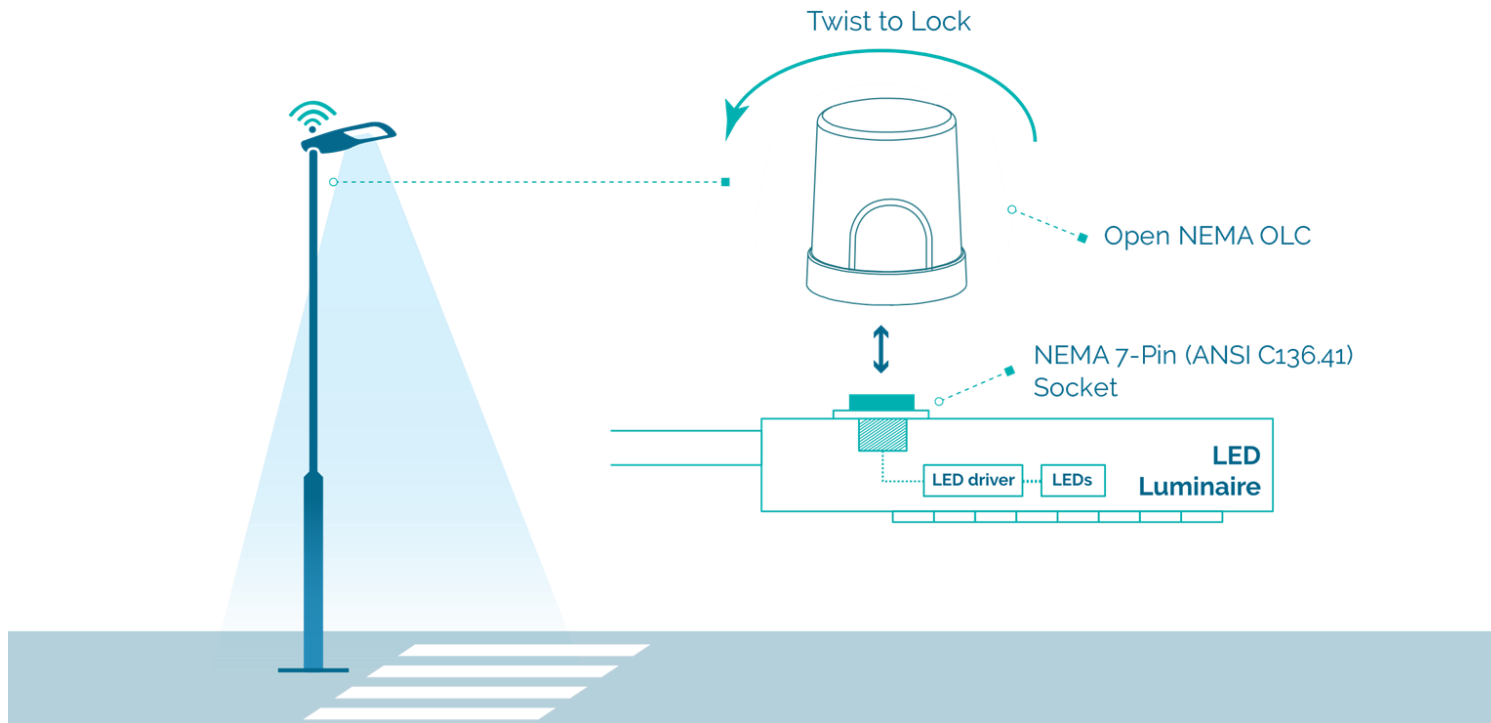 Twist to Lock
Open NEMA OLC
NEMA 7-Pin (ANSI C136.41)
Socket
LED
Luminaire
LED driver
LEDs